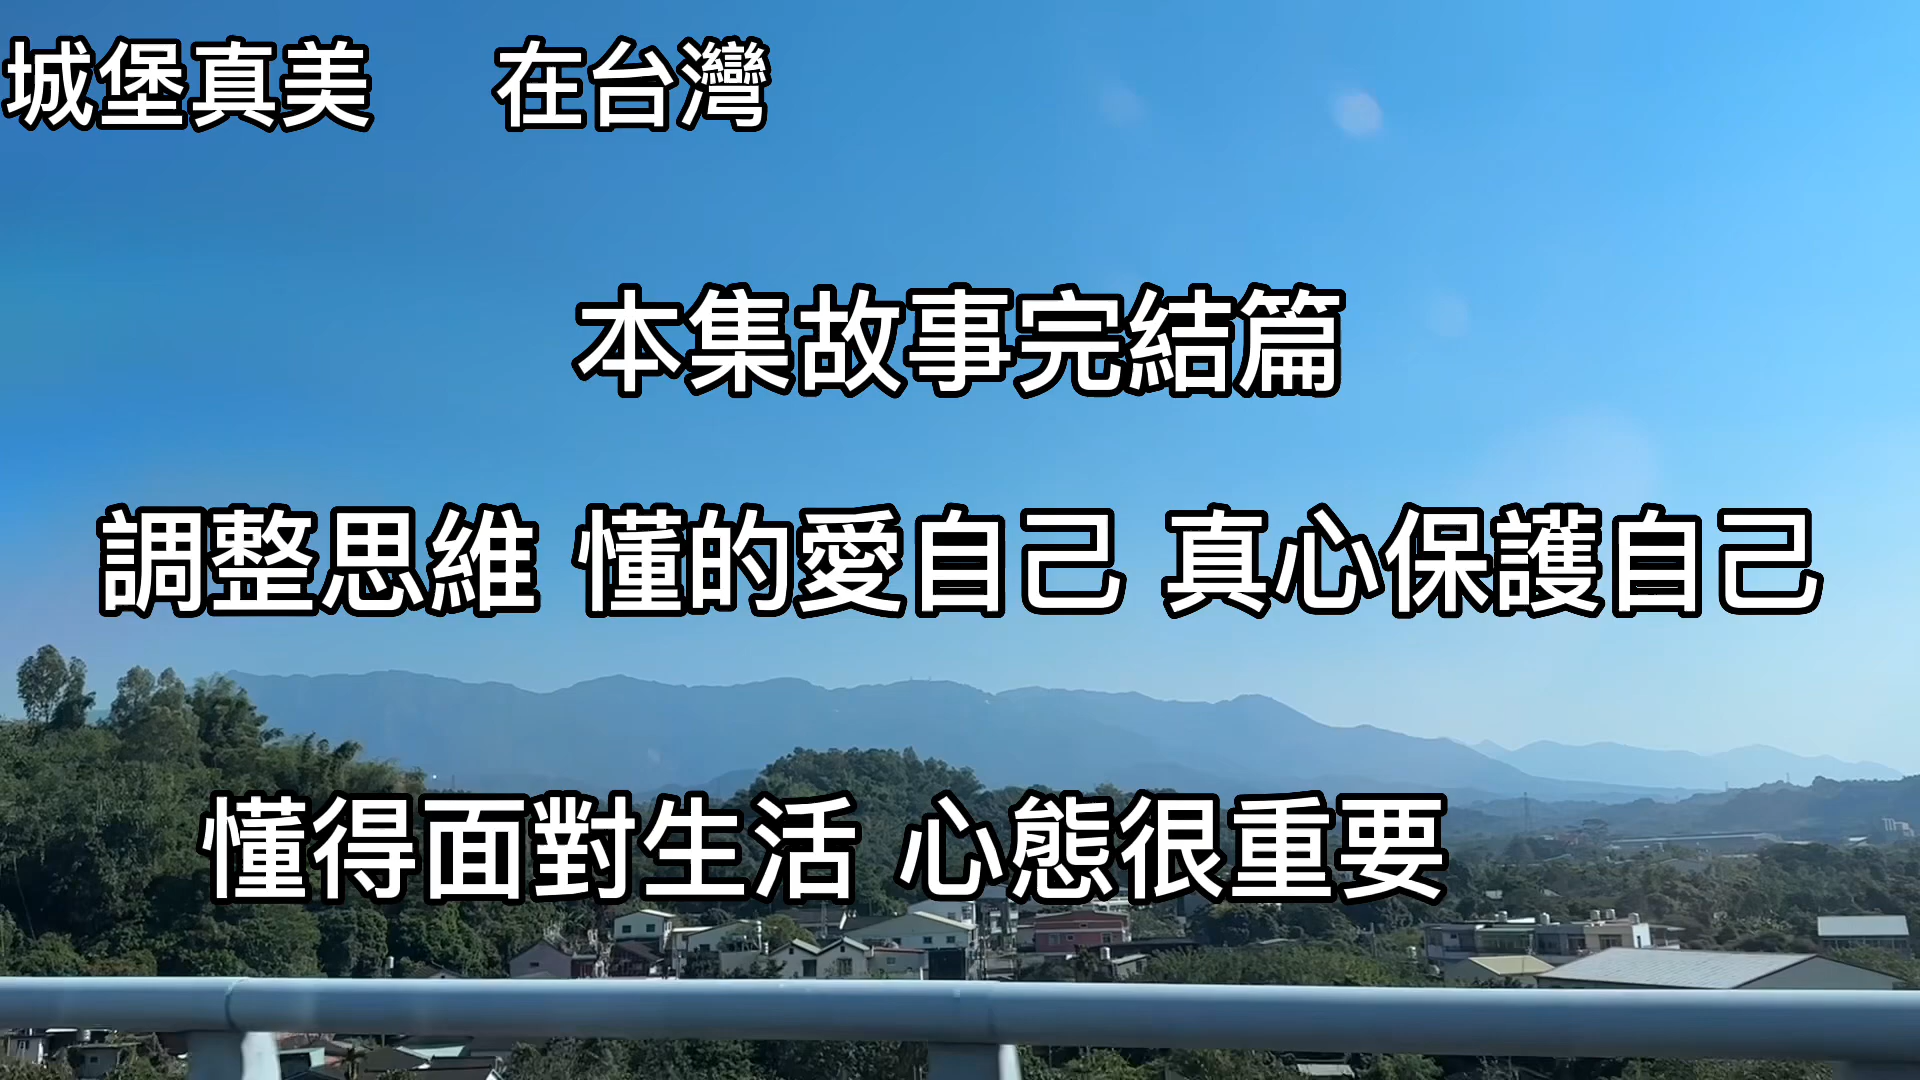 城堡真美 在台灣
本集故事完結篇
調整思維 懂的愛自己 真心保護自己
懂得面對生活 心態很重要